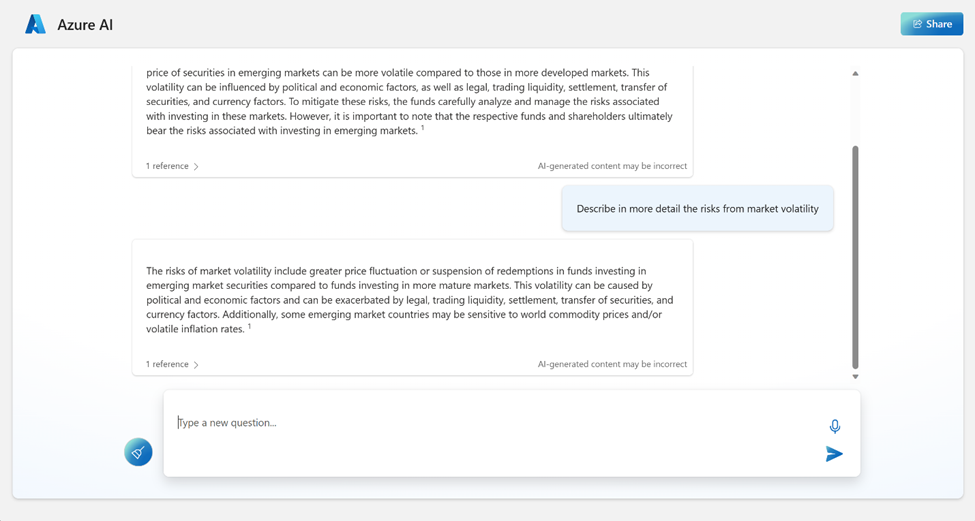 Azure AI
Share
price of securities in emerging markets can be more volatile compared to those in more developed markets. This
volatility can be influenced by political and economic factors, as well as legal, trading liquidity, settlement, transfer of
securities, and currency factors. To mitigate these risks, the funds carefully analyze and manage the risks associated
with investing in these markets. However, it is important to note that the respective funds and shareholders ultimately
bear the risks associated with investing in emerging markets. 1
1 reference
AI-generated content may be incorrect
Describe in more detail the risks from market volatility
The risks of market volatility include greater price fluctuation or suspension of redemptions in funds investing in
emerging market securities compared to funds investing in more mature markets. This volatility can be caused by
political and economic factors and can be exacerbated by legal, trading liquidity, settlement, transfer of securities, and
currency factors. Additionally, some emerging market countries may be sensitive to world commodity prices and/or
volatile inflation rates. 1
1 reference
AI-generated content may be incorrect
Type a new question...